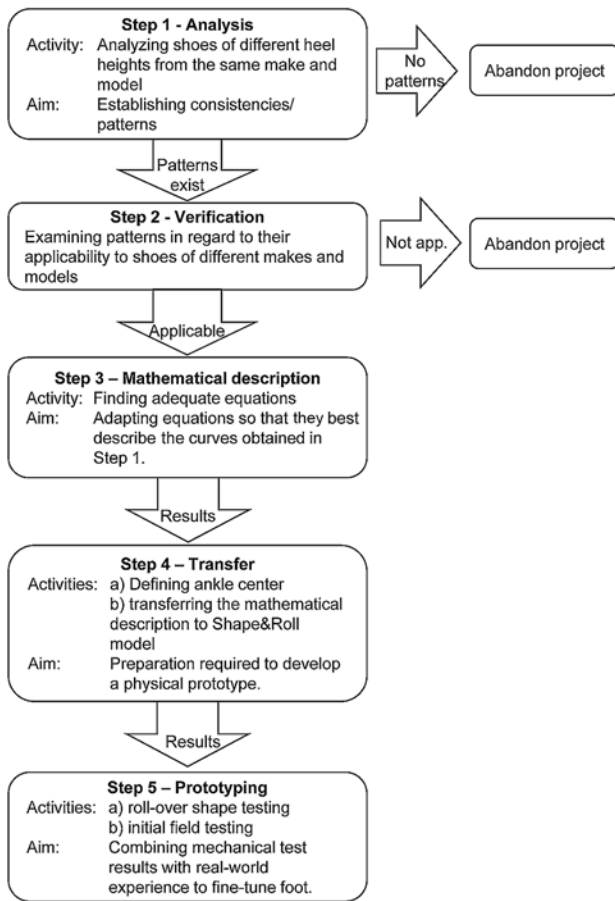 Step 1 - Analysis
Activity: Analyzing shoes of different heel
heights from the same make and
model
Aim: Establishing consistencies/
patterns
No
patterns
Abandon project
Patterns
exist
Step 2 - Verification
Examining patterns in regard to their
applicability to shoes of different makes and
models
Not app.
Abandon project
Applicable
Step 3 – Mathematical description
Activity: Finding adequate equations
Aim: Adapting equations so that they best
describe the curves obtained in
Step 1.
Results
Step 4 – Transfer
Activities: a) Defining ankle center
b) transferring the mathematical
description to Shape&Roll
model
Aim: Preparation required to develop
a physical prototype.
Results
Step 5 – Prototyping
Activities: a) roll-over shape testing
b) initial field testing
Aim: Combining mechanical test
results with real-world
experience to fine-tune foot.